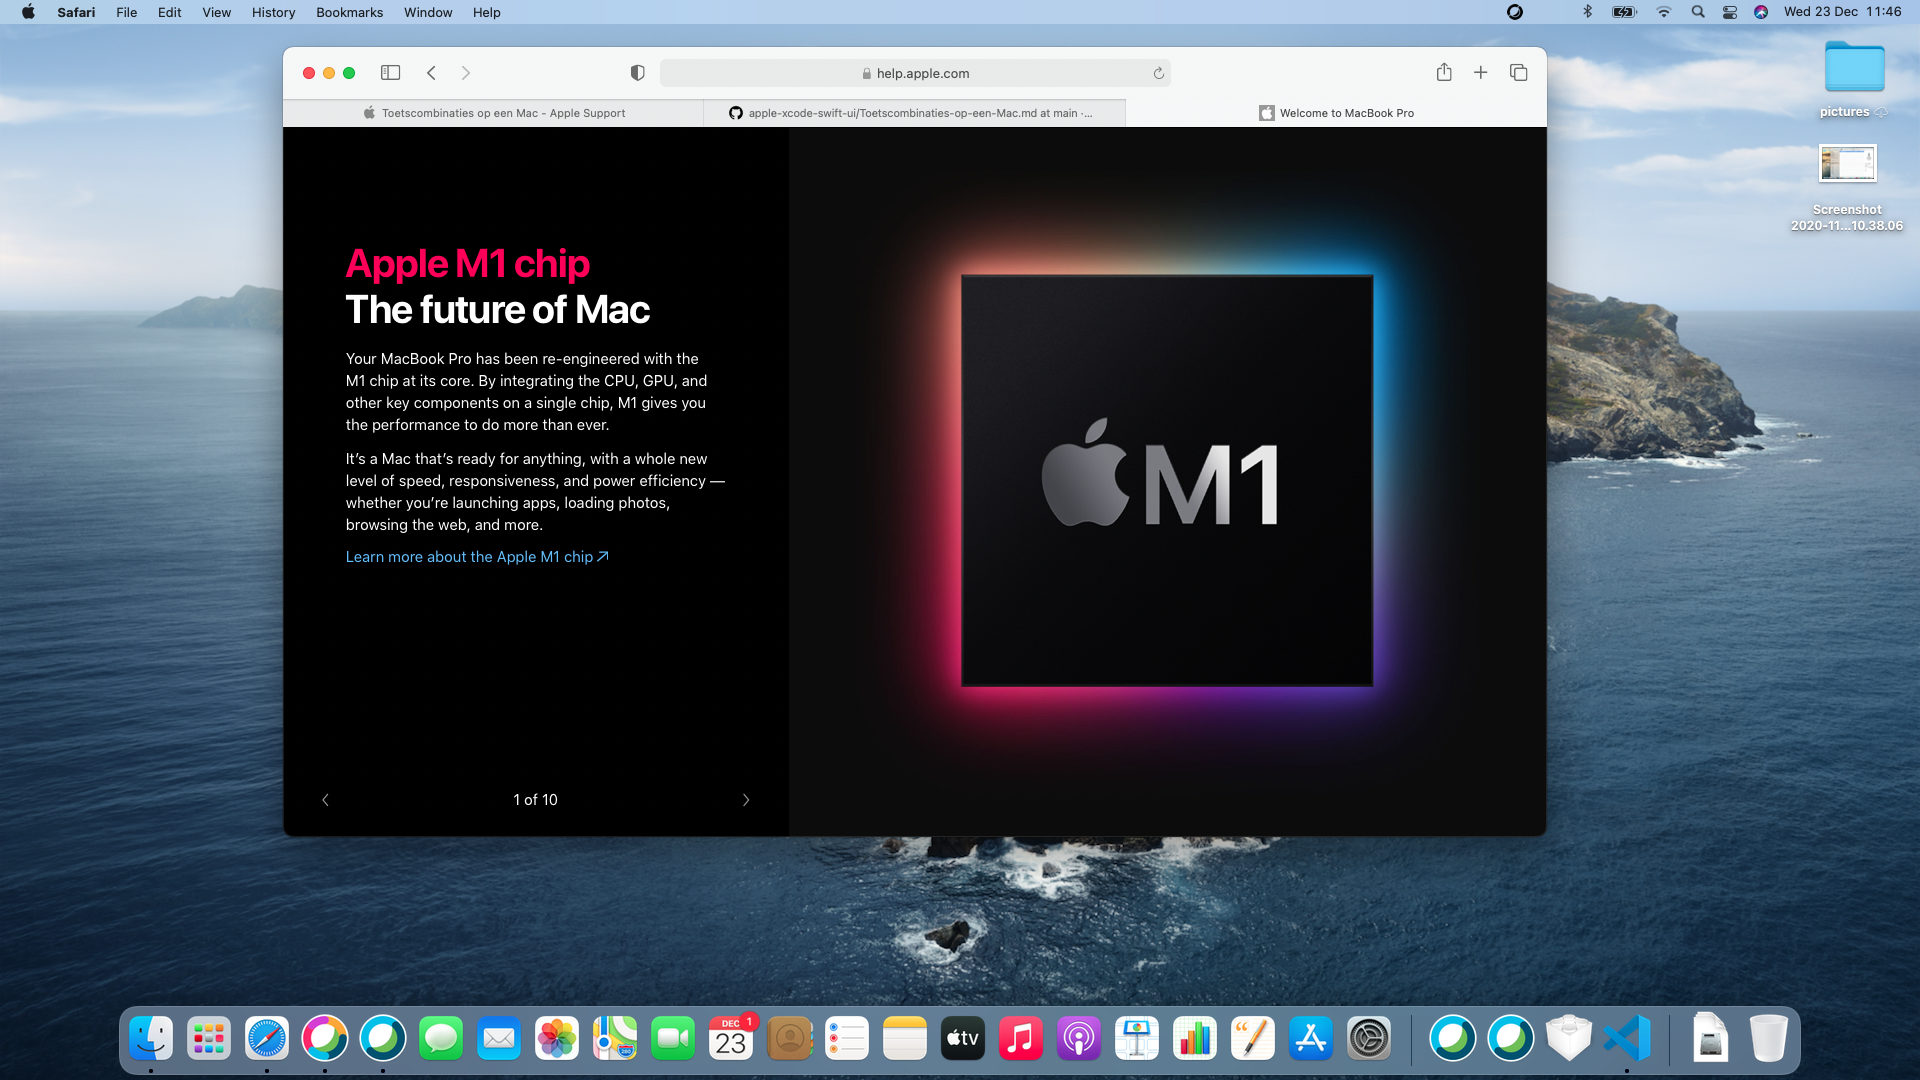 Safari File Edit View History Bookmarks Window Help
Wed 23 Dec 11:46
help.apple.com
Toetscombinaties op een Mac - Apple Support
apple-xcode-swift-ui/Toetscombinaties-op-een-Mac.md at main ·...
Welcome to MacBook Pro
pictures
Screenshot
2020-11...10.38.06
Apple M1 chip
The future of Mac
Your MacBook Pro has been re-engineered with the
M1 chip at its core. By integrating the CPU, GPU, and
other key components on a single chip, M1 gives you
the performance to do more than ever.
It’s a Mac that’s ready for anything, with a whole new
level of speed, responsiveness, and power efficiency —
whether you’re launching apps, loading photos,
browsing the web, and more.
Learn more about the Apple M1 chip
1 of 10
M1
DEC
1
23
tv
280